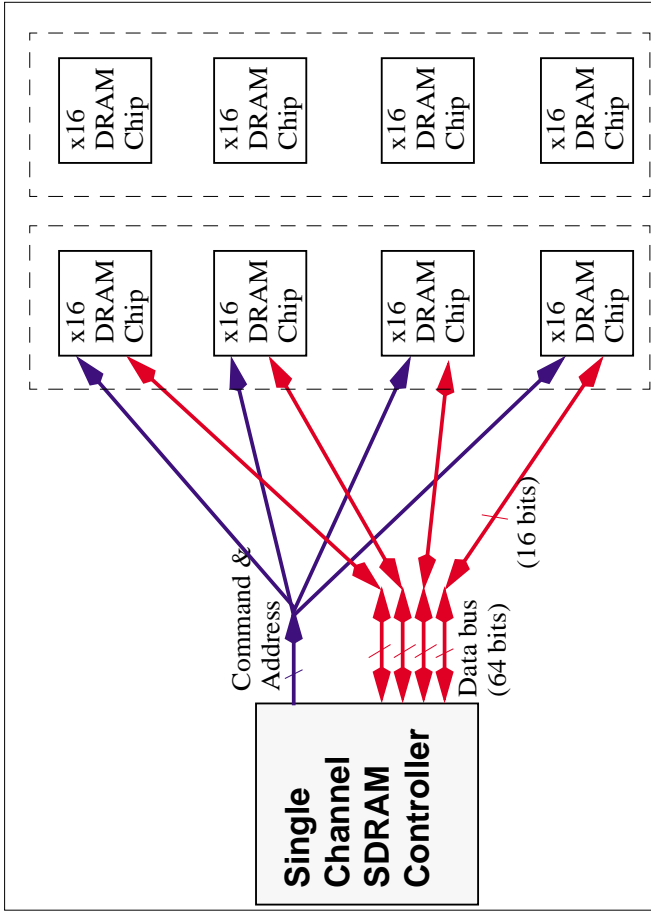 x16
DRAM
Chip
x16
DRAM
Chip
x16
DRAM
Chip
x16
DRAM
Chip
x16
DRAM
Chip
x16
DRAM
Chip
x16
DRAM
Chip
x16
DRAM
Chip
Command &
Address
(16 bits)
Data bus
(64 bits)
Single
Channel
SDRAM
Controller